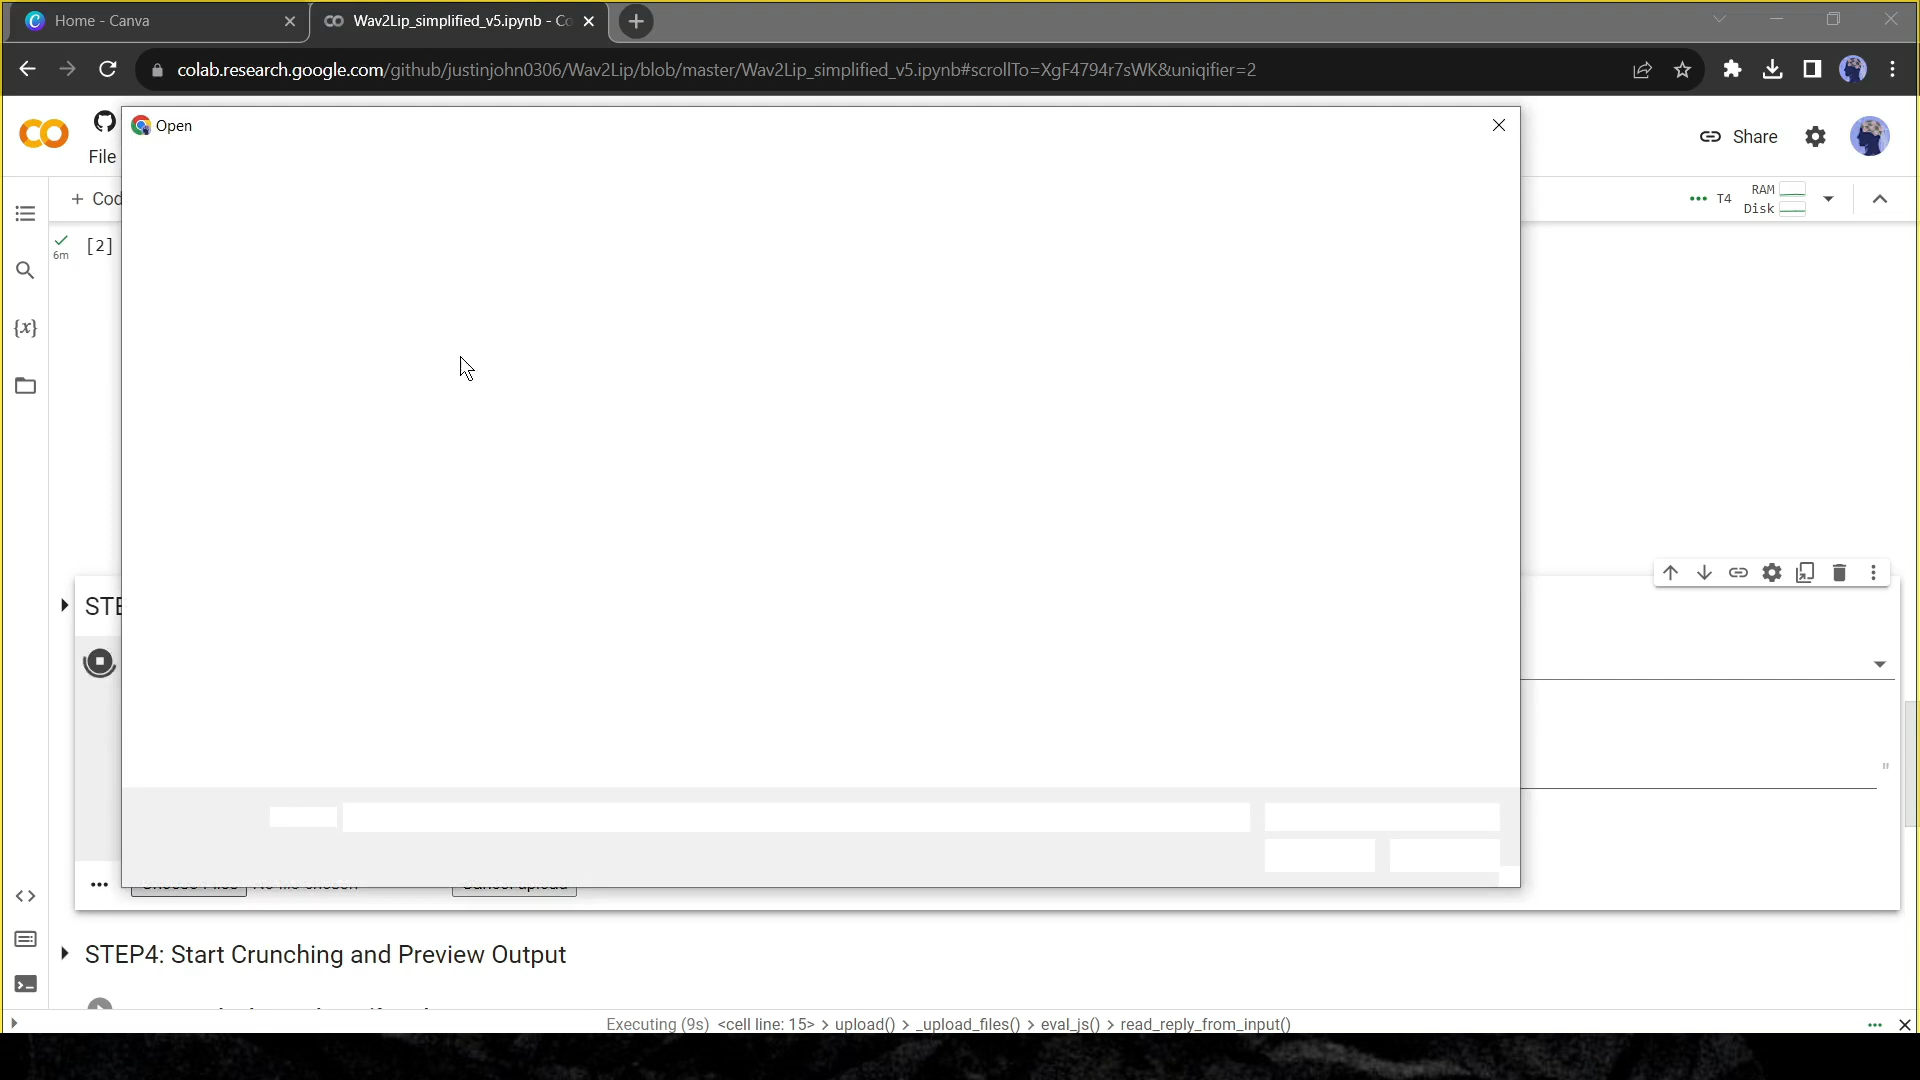 Home - Canva
Wav2Lip_simplified_v5.ipynb - Co
colab.research.google.com/github/justinjohn0306/Wav2Lip/blob/master/Wav2Lip_simplified_v5.ipynb#scrollTo=XgF4794r7sWK&uniqifier=2
Open
File
Share
+ Cod
T4
RAM
Disk
6m
[2]
{x}
STE
"
STEP4: Start Crunching and Preview Output
Executing (9s) <cell line: 15> > upload() > _upload_files() > eval_js() > read_reply_from_input()